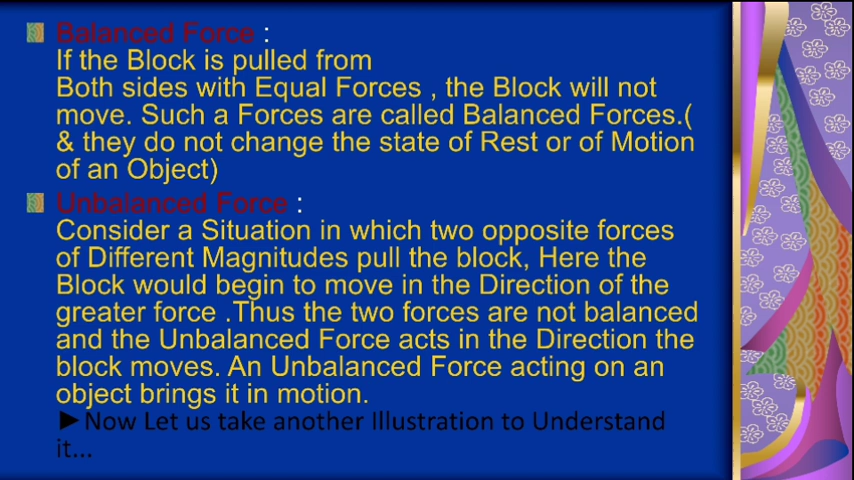 Balanced Force :
If the Block is pulled from
Both sides with Equal Forces , the Block will not
move. Such a Forces are called Balanced Forces.(
& they do not change the state of Rest or of Motion
of an Object)
Unbalanced Force :
Consider a Situation in which two opposite forces
of Different Magnitudes pull the block, Here the
Block would begin to move in the Direction of the
greater force .Thus the two forces are not balanced
and the Unbalanced Force acts in the Direction the
block moves. An Unbalanced Force acting on an
object brings it in motion.
►Now Let us take another Illustration to Understand
it...